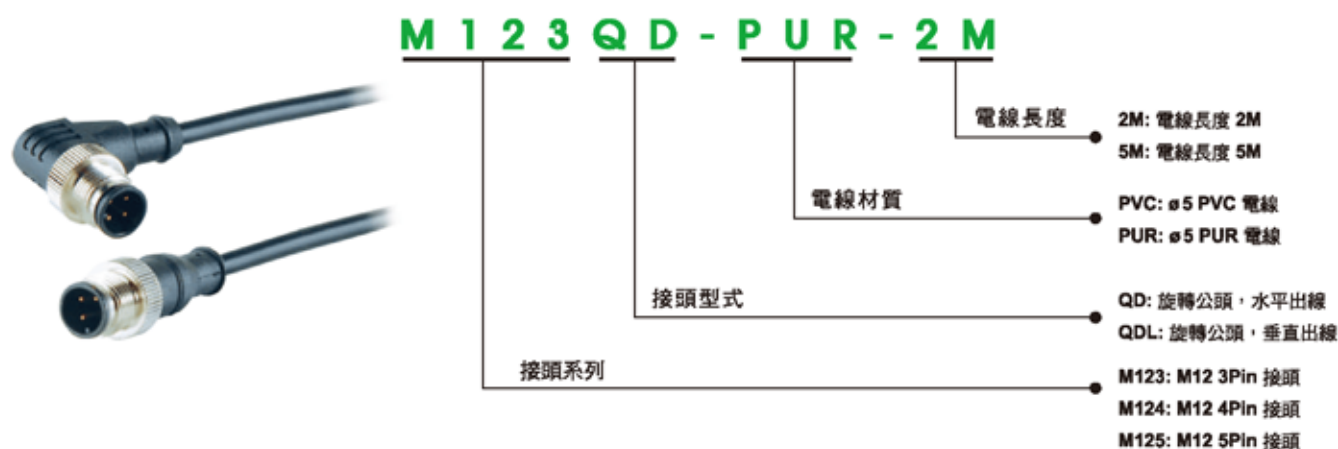 M123QD-PUR-2M
電線長度
2M: 電線長度 2M
5M: 電線長度 5M
電線材質
PVC: ø5 PVC 電線
PUR: ø5 PUR 電線
接頭型式
QD: 旋轉公頭，水平出線
QDL: 旋轉公頭，垂直出線
接頭系列
M123: M12 3Pin 接頭
M124: M12 4Pin 接頭
M125: M12 5Pin 接頭